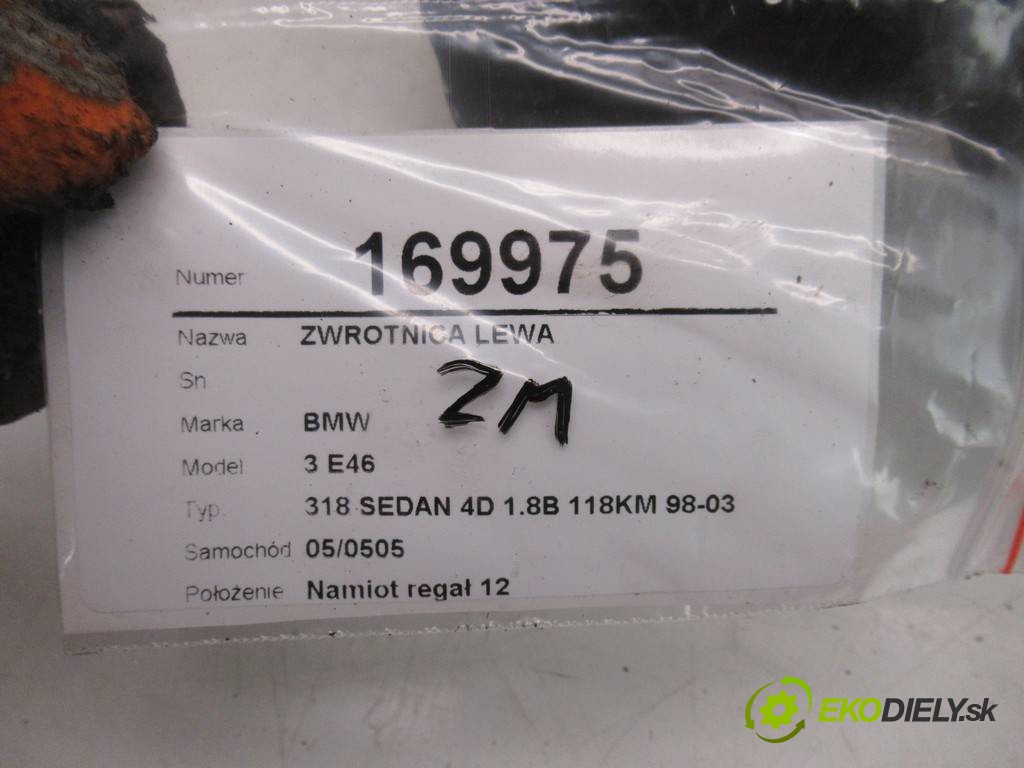 Numer 169975
Nazwa ZWROTNICA LEWA
Sn
ZM
Marka BMW
Model 3 E46
Typ 318 SEDAN 4D 1.8B 118KM 98-03
Samochód 05/0505
Położenie Namiot regał 12
EKODIELY.sk